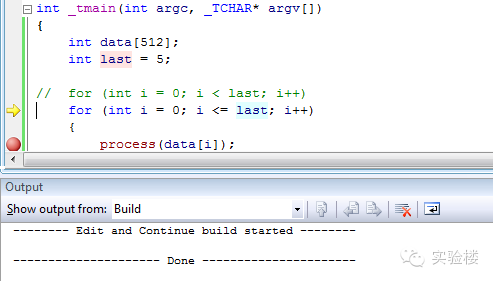 int _tmain(int argc, _TCHAR* argv[])
{
int data[512];
int last = 5;
// for (int i = 0; i < last; i++)
for (int i = 0; i <= last; i++)
{
process(data[i]);
Output
Show output from: Build
-------- Edit and Continue build started --------
--------------------- Done ----------------------
实验楼